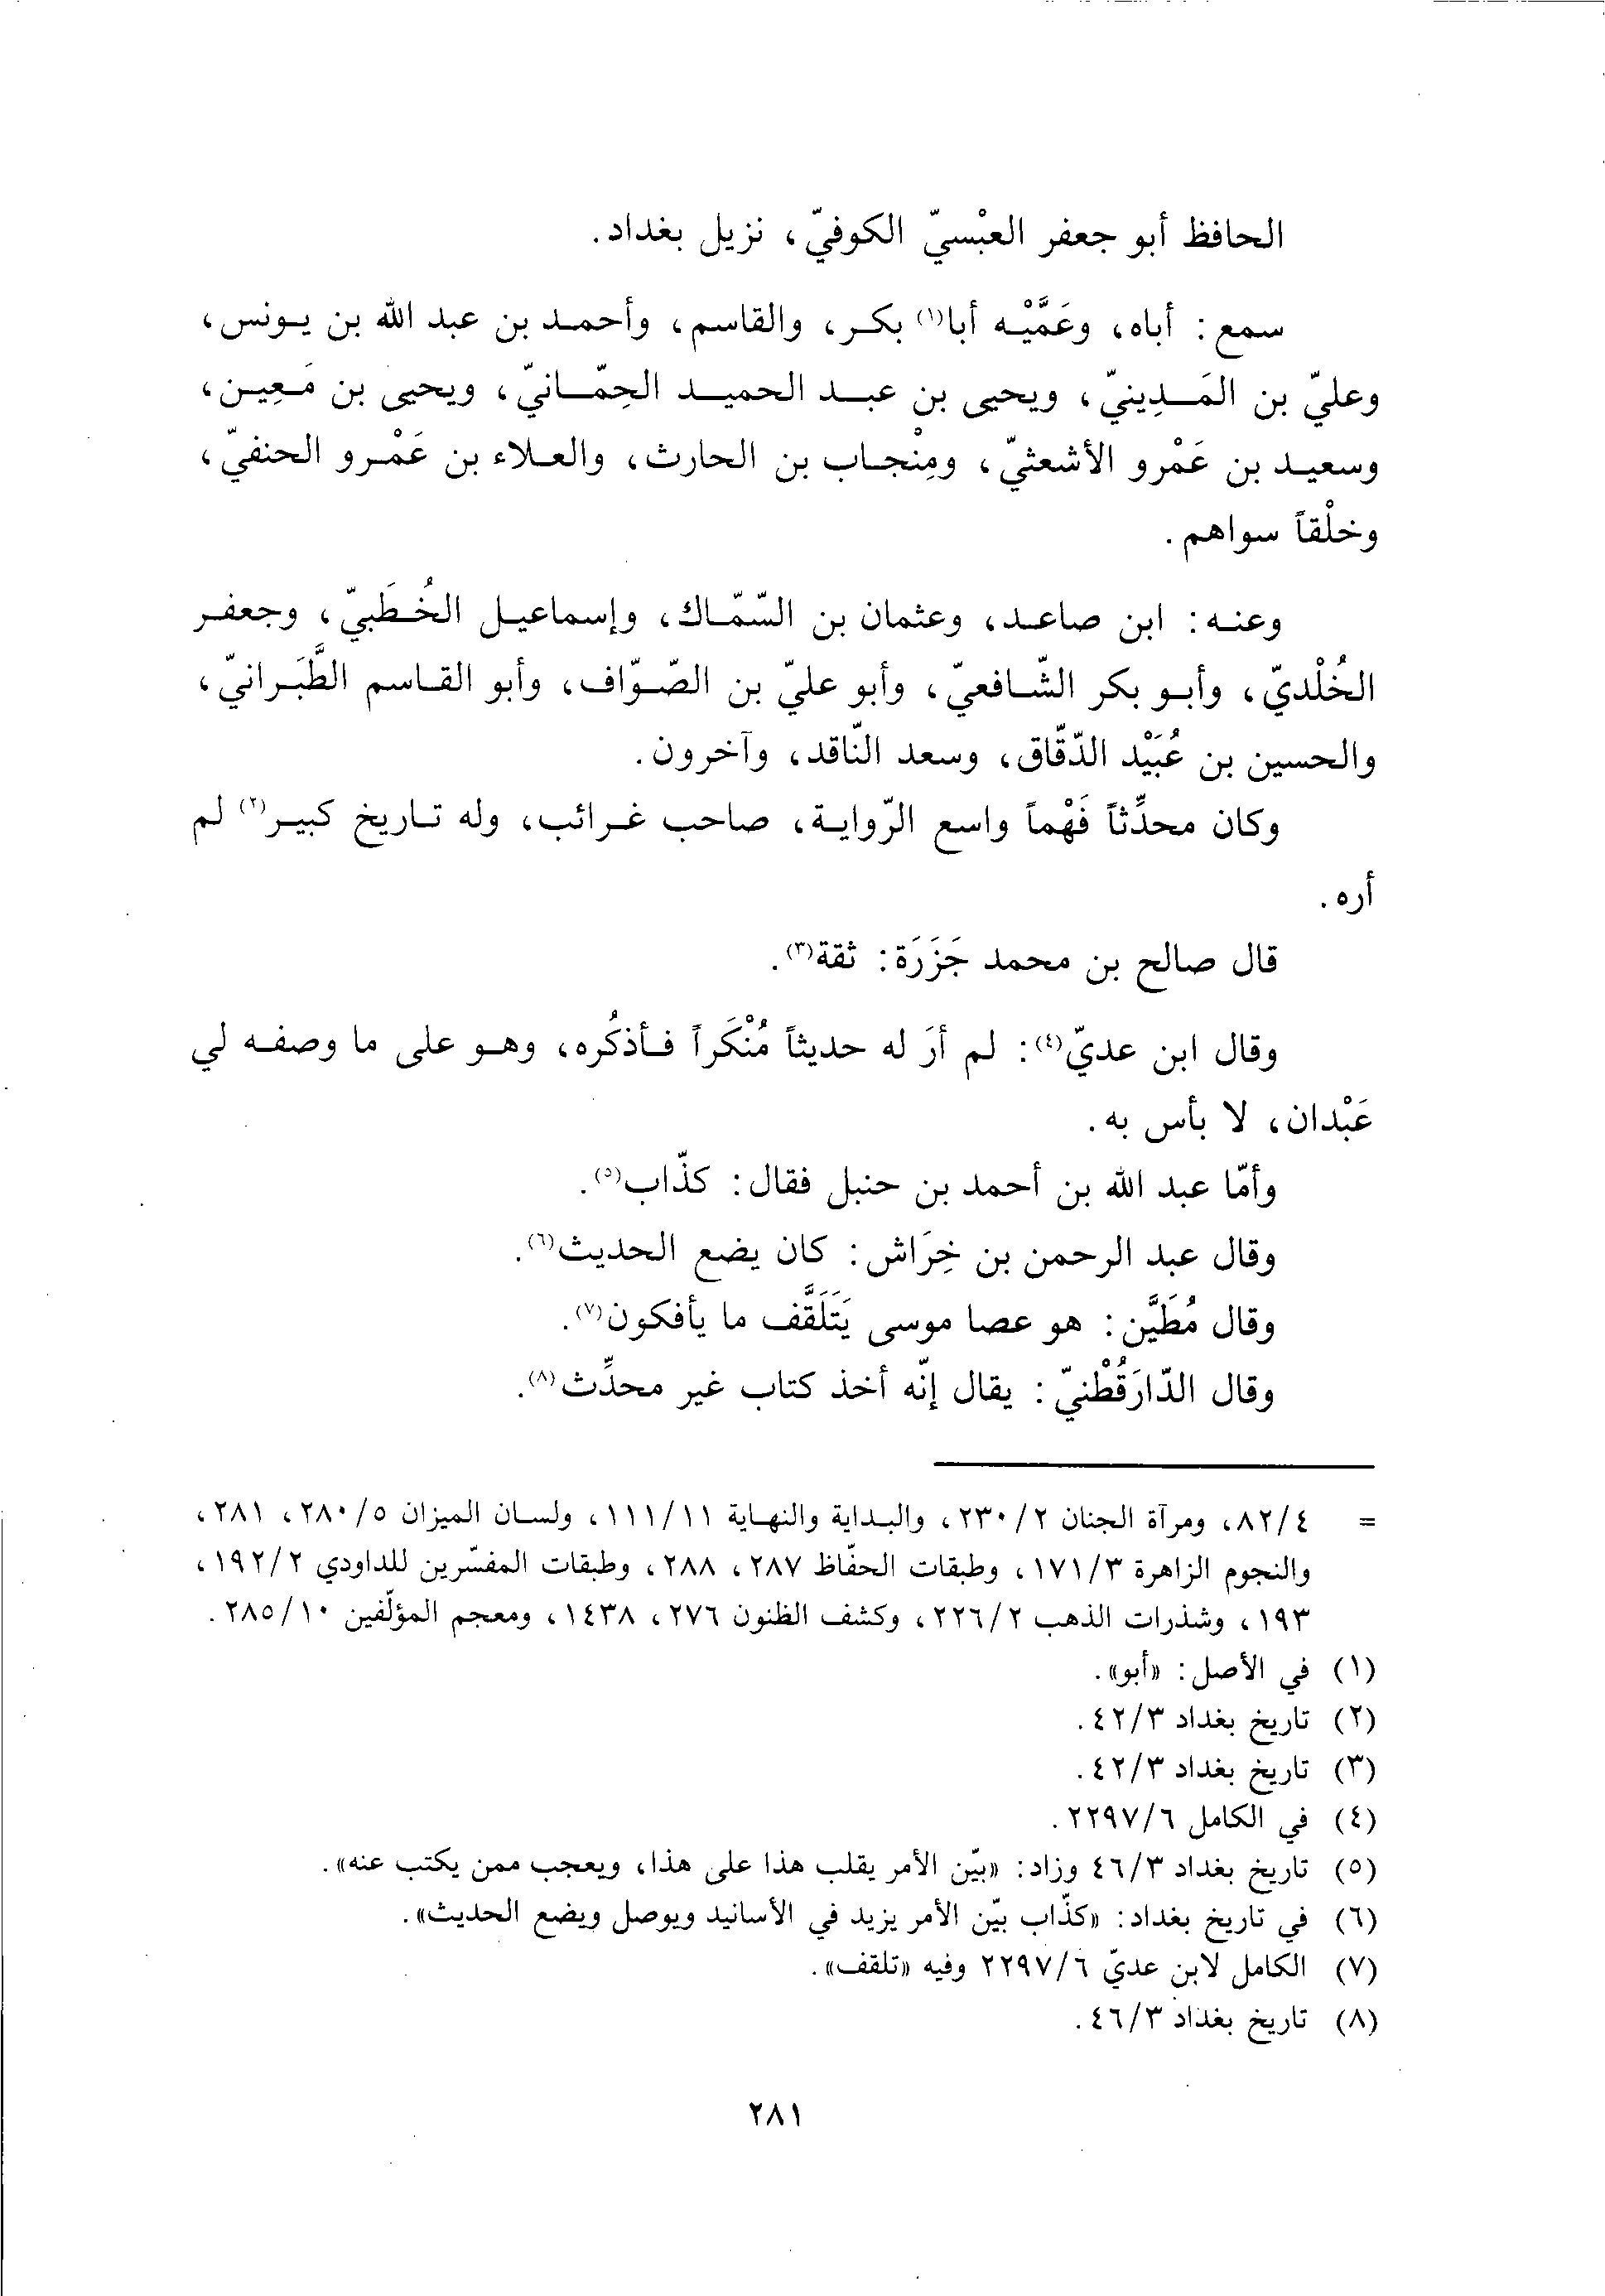 الحافظ أبو جعفر العبْسيّ الكوفيّ، نزيل بغداد.
سمع: أباه، وعَمَّيْه أبا(١) بكر، والقاسم، وأحمد بن عبد الله بن يونس،
وعليّ بن المَدِينيّ، ويحيى بن عبد الحميد الحِمّانيّ، ويحيى بن مَعِين،
وسعيد بن عَمْرو الأشعثيّ، ومِنْجاب بن الحارث، والعلاء بن عَمْرو الحنفيّ،
وخلْقاً سواهم.
وعنه: ابن صاعد، وعثمان بن السّمّاك، وإسماعيل الخُطَبيّ، وجعفر
الخُلْديّ، وأبو بكر الشّافعيّ، وأبو عليّ بن الصّوّاف، وأبو القاسم الطَّبَرانيّ،
والحسين بن عُبَيْد الدّقّاق، وسعد النّاقد، وآخرون.
وكان محدِّثاً فَهْماً واسع الرّواية، صاحب غرائب، وله تاريخ كبير(٢) لم
أره.
قال صالح بن محمد جَزَرَة: ثقة(٣).
وقال ابن عديّ(٤): لم أرَ له حديثاً مُنْكَراً فأذكُره، وهو على ما وصفه لي
عَبْدان، لا بأس به.
وأمّا عبد الله بن أحمد بن حنبل فقال: كذّاب(٥).
وقال عبد الرحمن بن خِرَاش: كان يضع الحديث(٦).
وقال مُطَيَّن: هو عصا موسى يَتَلَقَّف ما يأفكون(٧).
وقال الدّارَقُطْنيّ: يقال إنّه أخذ كتاب غير محدِّث(٨).
= ٨٢/٤، ومرآة الجنان ٢٣٠/٢، والبداية والنهاية ١١١/١١، ولسان الميزان ٢٨٠/٥، ٢٨١،
والنجوم الزاهرة ١٧١/٣، وطبقات الحفّاظ ٢٨٧، ٢٨٨، وطبقات المفسّرين للداودي ١٩٢/٢،
١٩٣، وشذرات الذهب ٢٢٦/٢، وكشف الظنون ٢٧٦، ١٤٣٨، ومعجم المؤلّفين ٢٨٥/١٠.
(١) في الأصل: «أبو».
(٢) تاريخ بغداد ٤٢/٣.
(٣) تاريخ بغداد ٤٢/٣.
(٤) في الكامل ٢٢٩٧/٦.
(٥) تاريخ بغداد ٤٦/٣ وزاد: «بيّن الأمر يقلب هذا على هذا، ويعجب ممن يكتب عنه».
(٦) في تاريخ بغداد: «كذّاب بيّن الأمر يزيد في الأسانيد ويوصل ويضع الحديث».
(٧) الكامل لابن عديّ ٢٢٩٧/٦ وفيه «تلقف».
(٨) تاريخ بغداد ٤٦/٣.
٢٨١